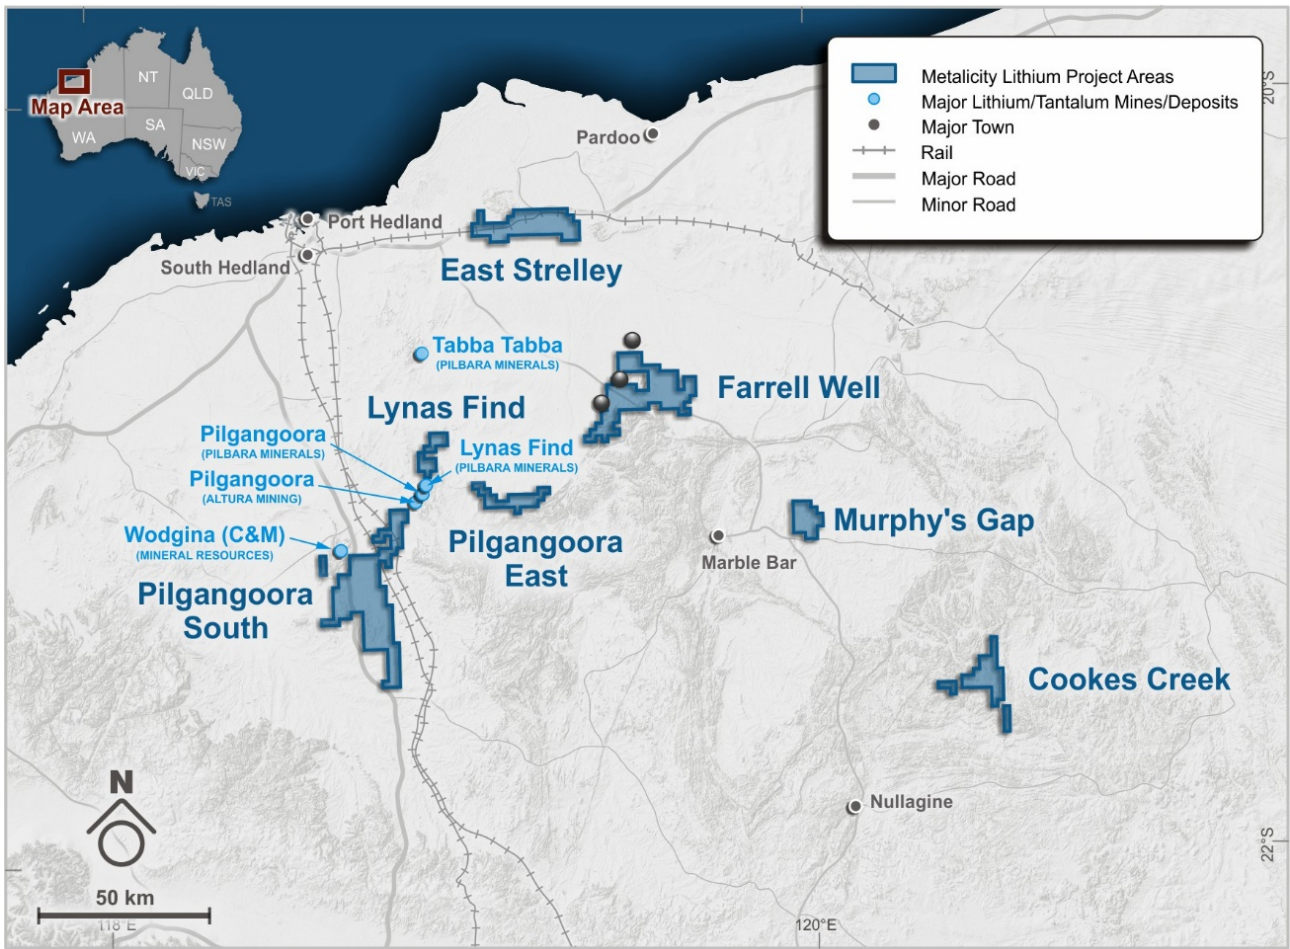 NT
QLD
Map Area
WA
SA
NSW
VIC
TAS
Metalicity Lithium Project Areas
Major Lithium/Tantalum Mines/Deposits
Major Town
Rail
Major Road
Minor Road
20°S
Pardoo
Port Hedland
South Hedland
East Strelley
Tabba Tabba
(PILBARA MINERALS)
Farrell Well
Lynas Find
Pilgangoora
(PILBARA MINERALS)
Lynas Find
(PILBARA MINERALS)
Pilgangoora
(ALTURA MINING)
Murphy's Gap
Wodgina (C&M)
(MINERAL RESOURCES)
Pilgangoora
East
Marble Bar
Pilgangoora
South
Cookes Creek
Nullagine
N
22°S
50 km
118°E
120°E